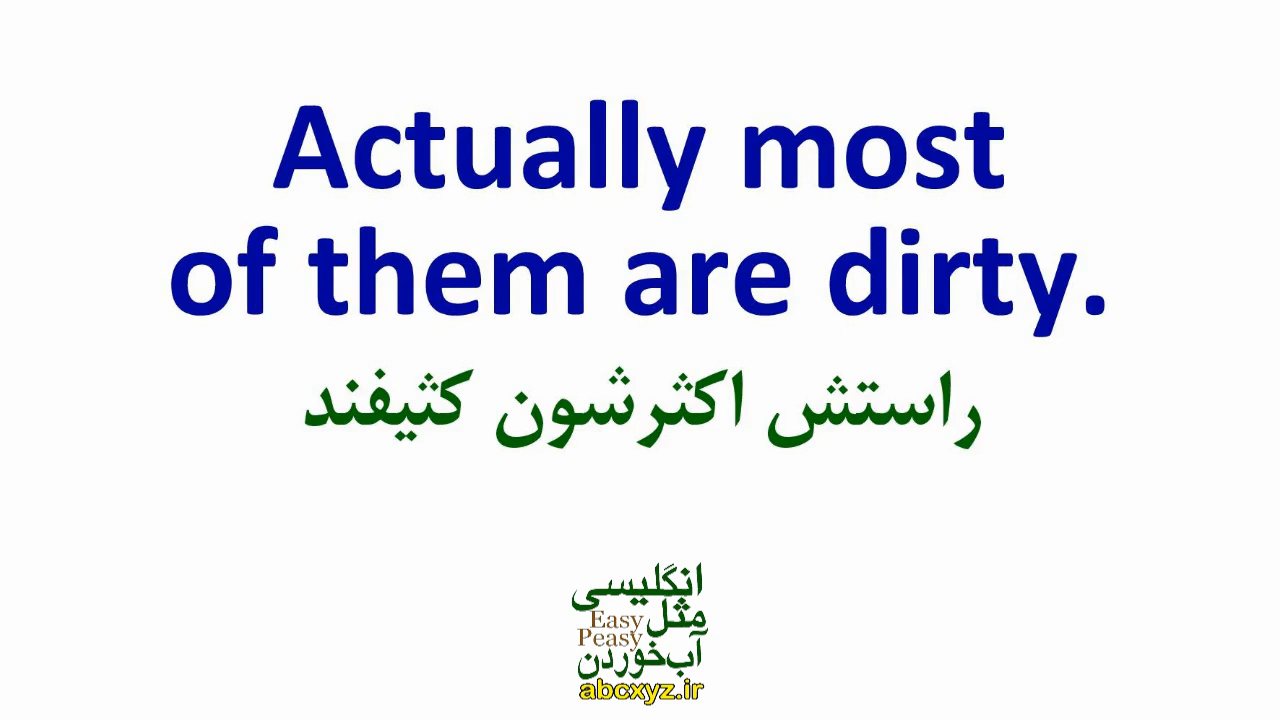 Actually most
of them are dirty.
راستش اکثرشون کثیفند
انگلیسی
مثل
Easy
Peasy
آب‌خوردن
abcxyz.ir